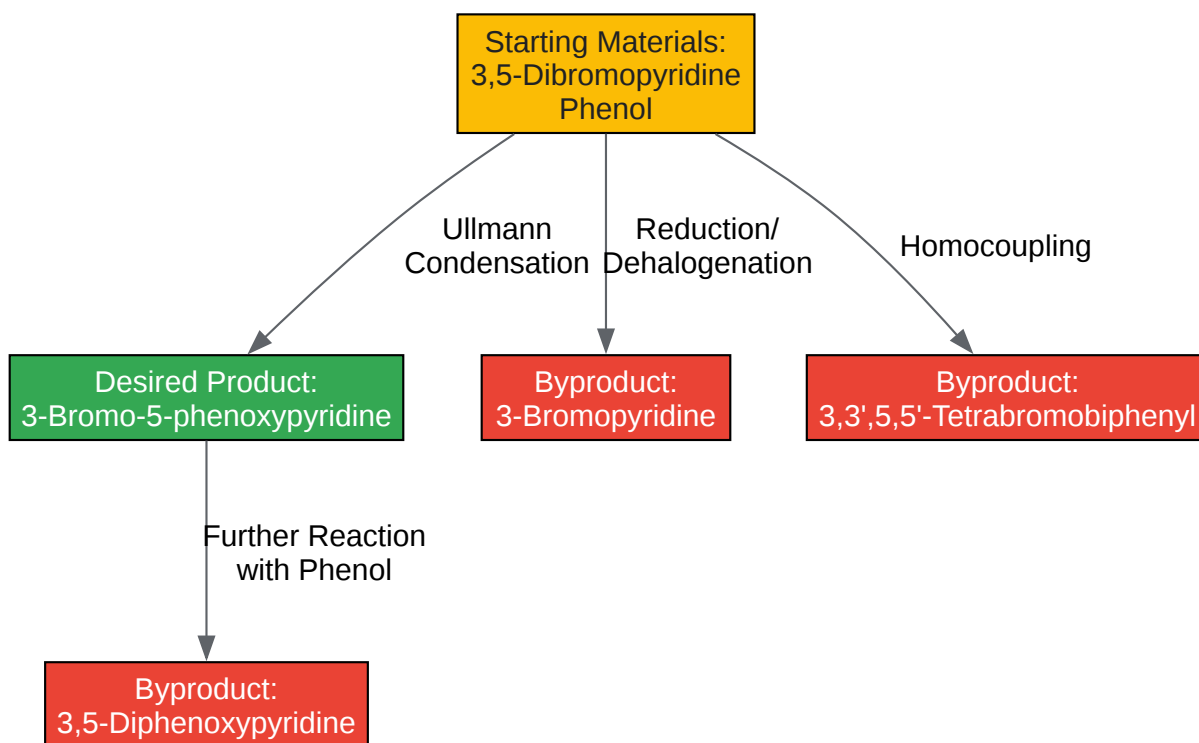 Starting Materials:
3,5-Dibromopyridine
Phenol
Ullmann
Condensation
Reduction/
Dehalogenation
Homocoupling
Desired Product:
3-Bromo-5-phenoxypyridine
Byproduct:
3-Bromopyridine
Byproduct:
3,3',5,5'-Tetrabromobiphenyl
Further Reaction
with Phenol
Byproduct:
3,5-Diphenoxypyridine